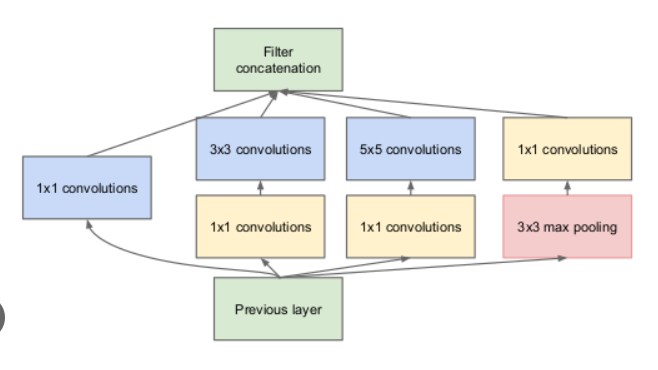 Filter
concatenation
3x3 convolutions
5x5 convolutions
1x1 convolutions
1x1 convolutions
1x1 convolutions
1x1 convolutions
3x3 max pooling
Previous layer